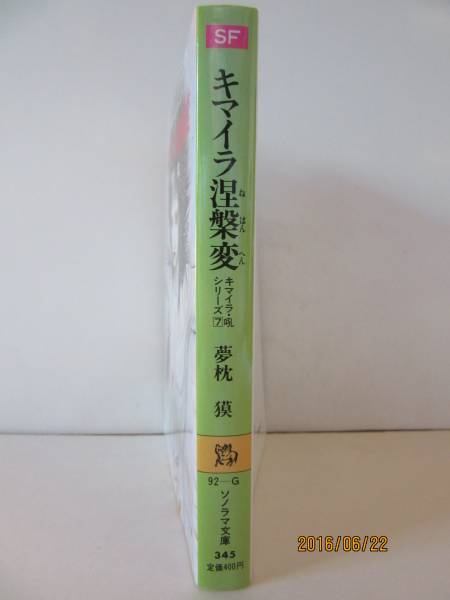 SF
キマイラ涅槃変
ねはんへん
キマイラ・吼
シリーズ7
夢枕 獏
92—G
ソノラマ文庫
345
定価400円
2016/06/22